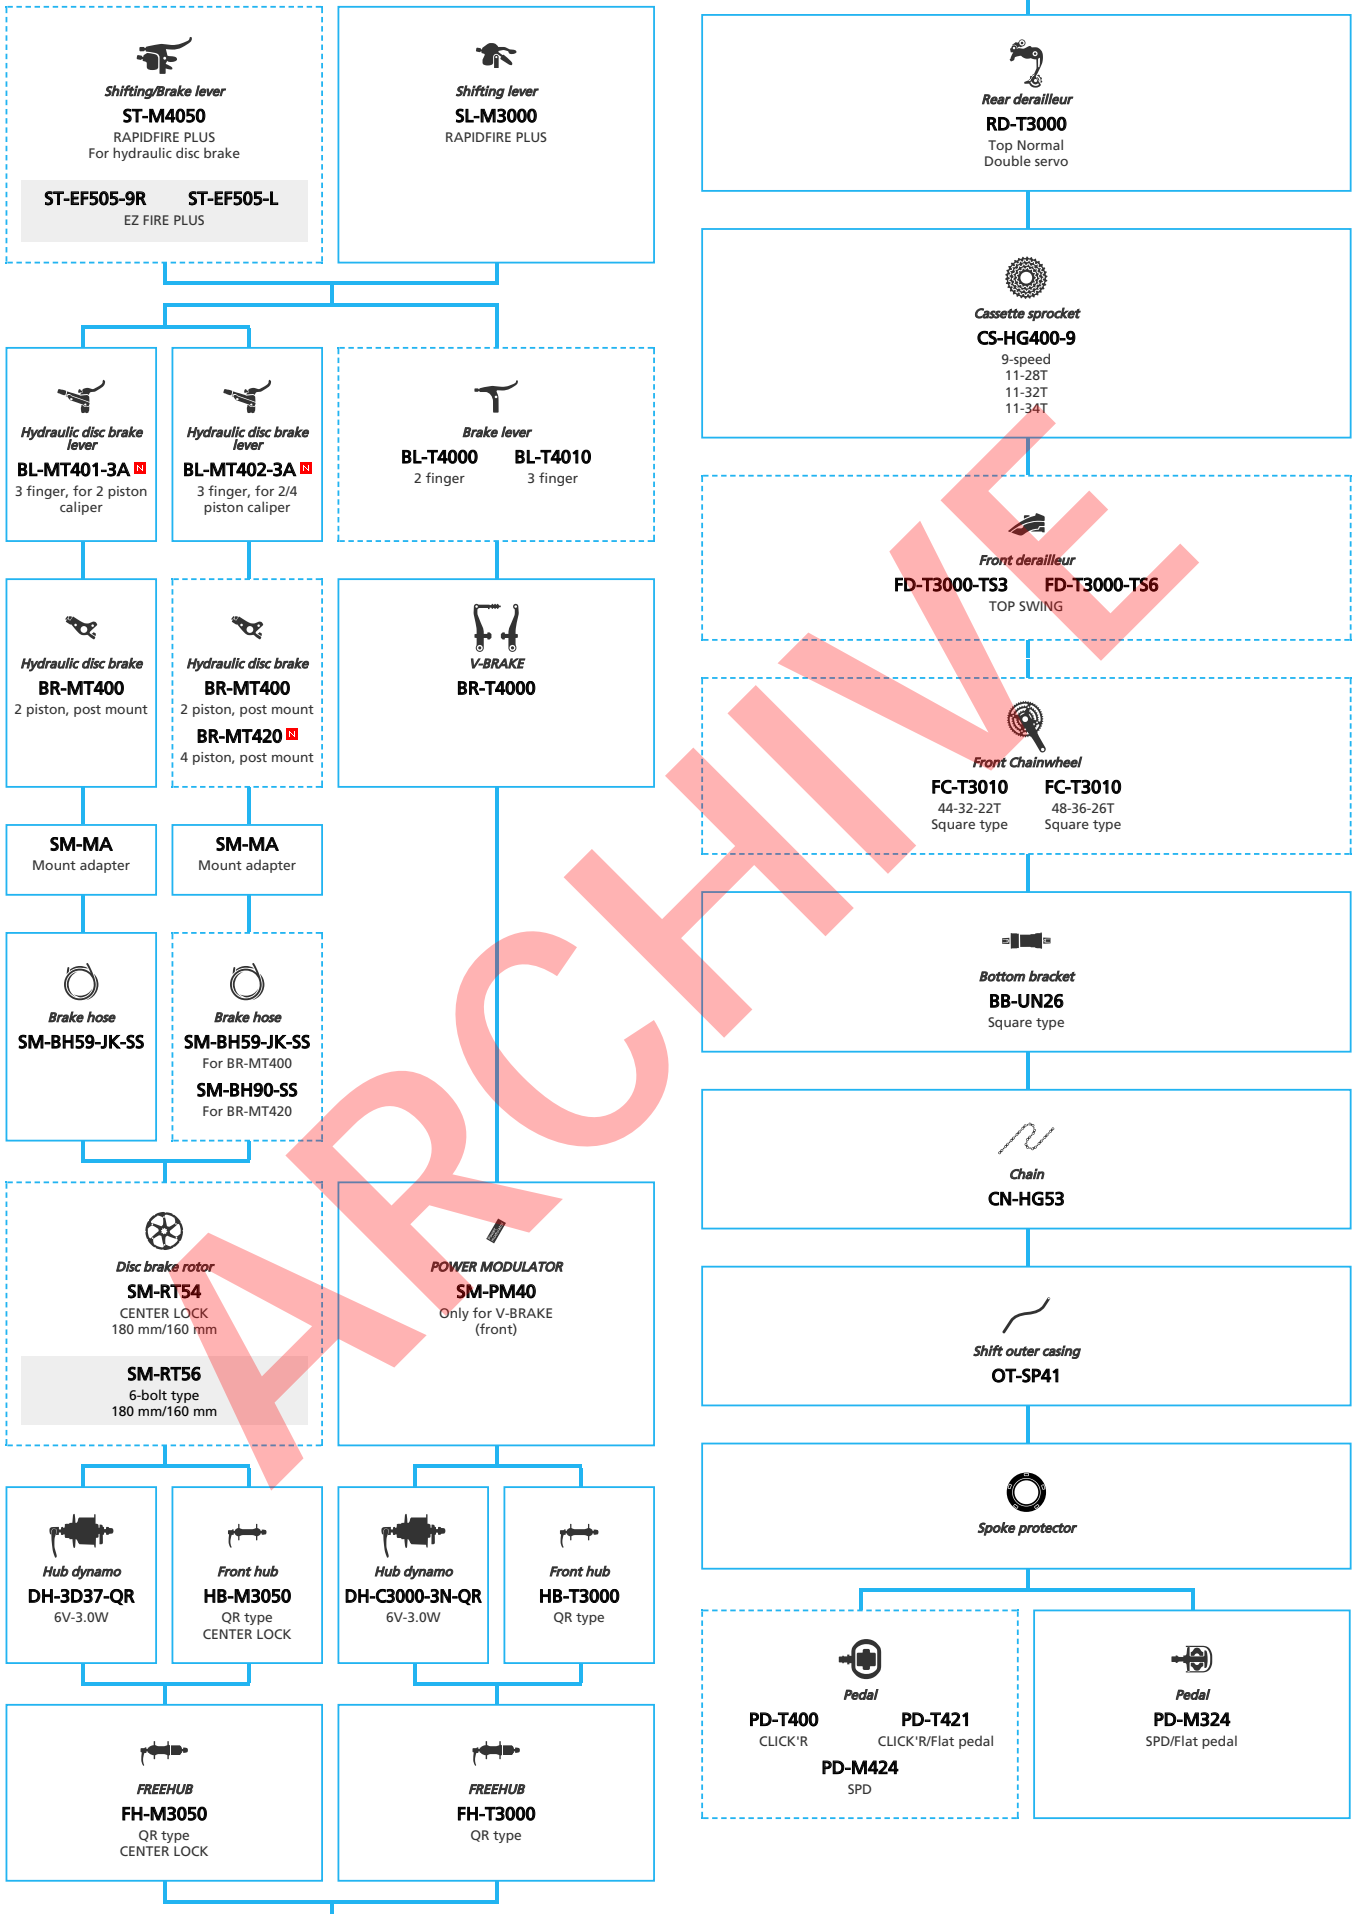 Shifting/Brake lever
ST-M4050
RAPIDFIRE PLUS
For hydraulic disc brake
ST-EF505-9R ST-EF505-L
EZ FIRE PLUS
Shifting lever
SL-M3000
RAPIDFIRE PLUS
Hydraulic disc brake
lever
BL-MT401-3A N
3 finger, for 2 piston
caliper
Hydraulic disc brake
lever
BL-MT402-3A N
3 finger, for 2/4
piston caliper
Brake lever
BL-T4000 BL-T4010
2 finger 3 finger
Hydraulic disc brake
BR-MT400
2 piston, post mount
Hydraulic disc brake
BR-MT400
2 piston, post mount
BR-MT420 N
4 piston, post mount
V-BRAKE
BR-T4000
SM-MA
Mount adapter
SM-MA
Mount adapter
Brake hose
SM-BH59-JK-SS
Brake hose
SM-BH59-JK-SS
For BR-MT400
SM-BH90-SS
For BR-MT420
Disc brake rotor
SM-RT54
CENTER LOCK
180 mm/160 mm
SM-RT56
6-bolt type
180 mm/160 mm
POWER MODULATOR
SM-PM40
Only for V-BRAKE
(front)
Hub dynamo
DH-3D37-QR
6V-3.0W
Front hub
HB-M3050
QR type
CENTER LOCK
Hub dynamo
DH-C3000-3N-QR
6V-3.0W
Front hub
HB-T3000
QR type
FREEHUB
FH-M3050
QR type
CENTER LOCK
FREEHUB
FH-T3000
QR type
Rear derailleur
RD-T3000
Top Normal
Double servo
Cassette sprocket
CS-HG400-9
9-speed
11-28T
11-32T
11-34T
Front derailleur
FD-T3000-TS3 FD-T3000-TS6
TOP SWING
Front Chainwheel
FC-T3010 FC-T3010
44-32-22T 48-36-26T
Square type Square type
Bottom bracket
BB-UN26
Square type
Chain
CN-HG53
Shift outer casing
OT-SP41
Spoke protector
Pedal
PD-T400 PD-T421
CLICK'R CLICK'R/Flat pedal
PD-M424
SPD
Pedal
PD-M324
SPD/Flat pedal
ARCHIVE